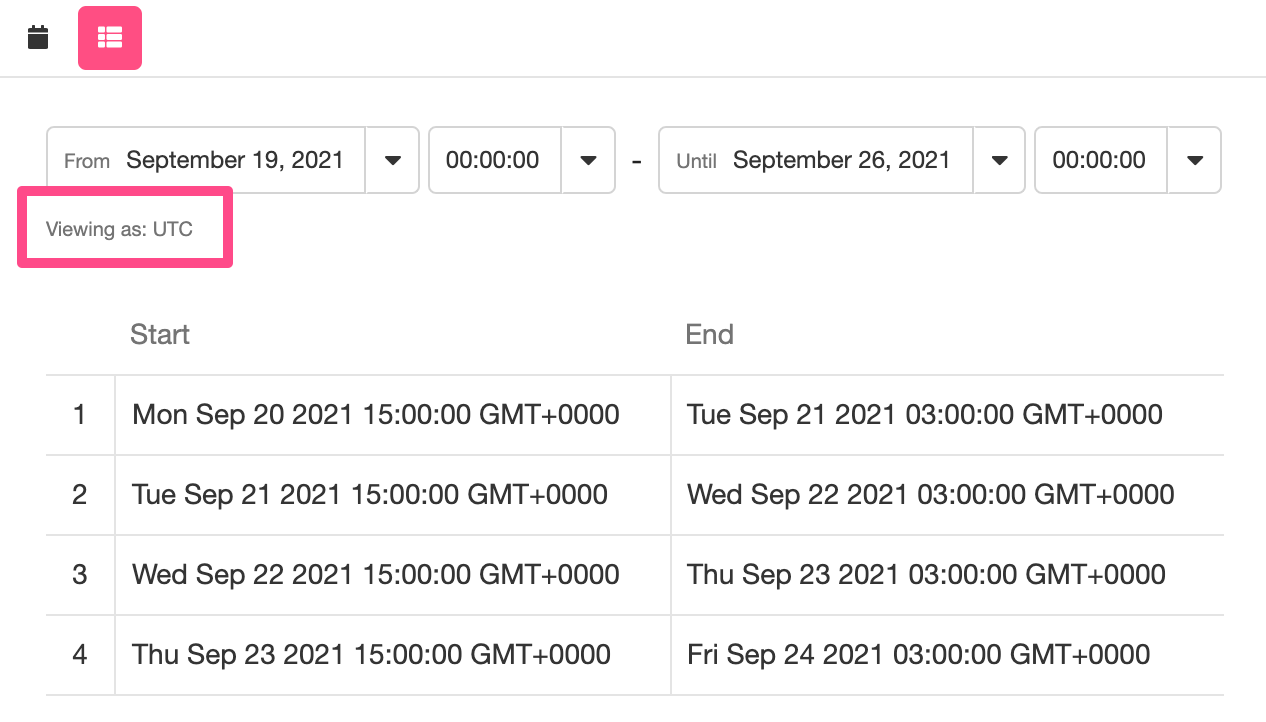 From September 19, 2021 00:00:00 - Until September 26, 2021 00:00:00
Viewing as: UTC
Start End
1 Mon Sep 20 2021 15:00:00 GMT+0000 Tue Sep 21 2021 03:00:00 GMT+0000
2 Tue Sep 21 2021 15:00:00 GMT+0000 Wed Sep 22 2021 03:00:00 GMT+0000
3 Wed Sep 22 2021 15:00:00 GMT+0000 Thu Sep 23 2021 03:00:00 GMT+0000
4 Thu Sep 23 2021 15:00:00 GMT+0000 Fri Sep 24 2021 03:00:00 GMT+0000